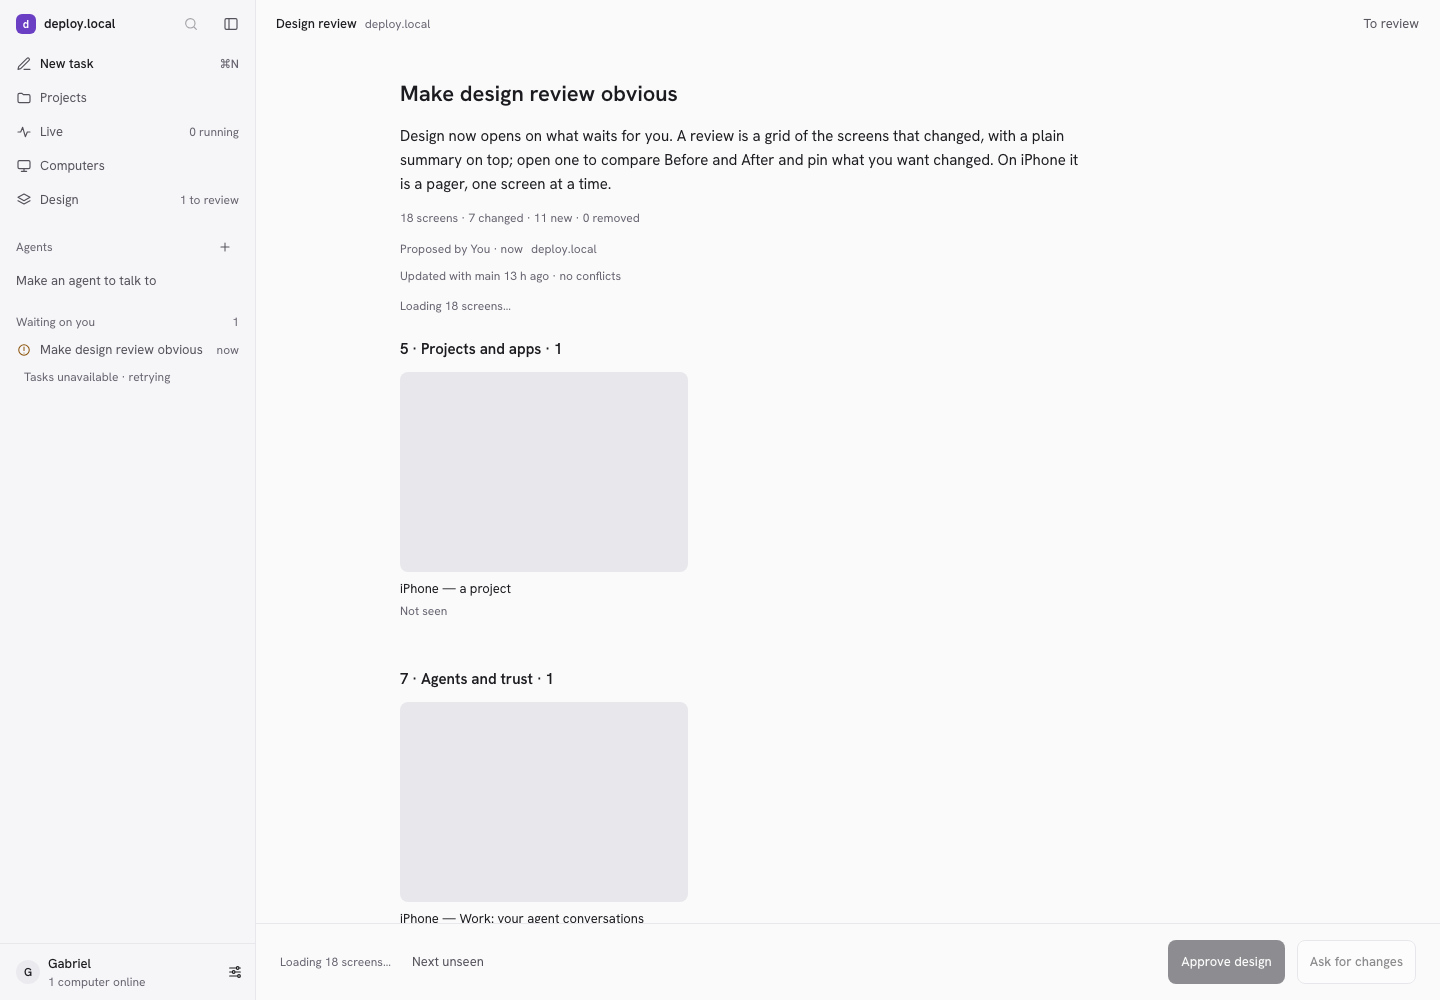 d deploy.local
New task ⌘N
Projects
Live 0 running
Computers
Design 1 to review
Agents
Make an agent to talk to
Waiting on you 1
Make design review obvious now
Tasks unavailable · retrying
G Gabriel
1 computer online
Design review deploy.local
To review
Make design review obvious
Design now opens on what waits for you. A review is a grid of the screens that changed, with a plain
summary on top; open one to compare Before and After and pin what you want changed. On iPhone it
is a pager, one screen at a time.
18 screens · 7 changed · 11 new · 0 removed
Proposed by You · now deploy.local
Updated with main 13 h ago · no conflicts
Loading 18 screens…
5 · Projects and apps · 1
iPhone — a project
Not seen
7 · Agents and trust · 1
iPhone — Work: your agent conversations
Loading 18 screens… Next unseen
Approve design Ask for changes